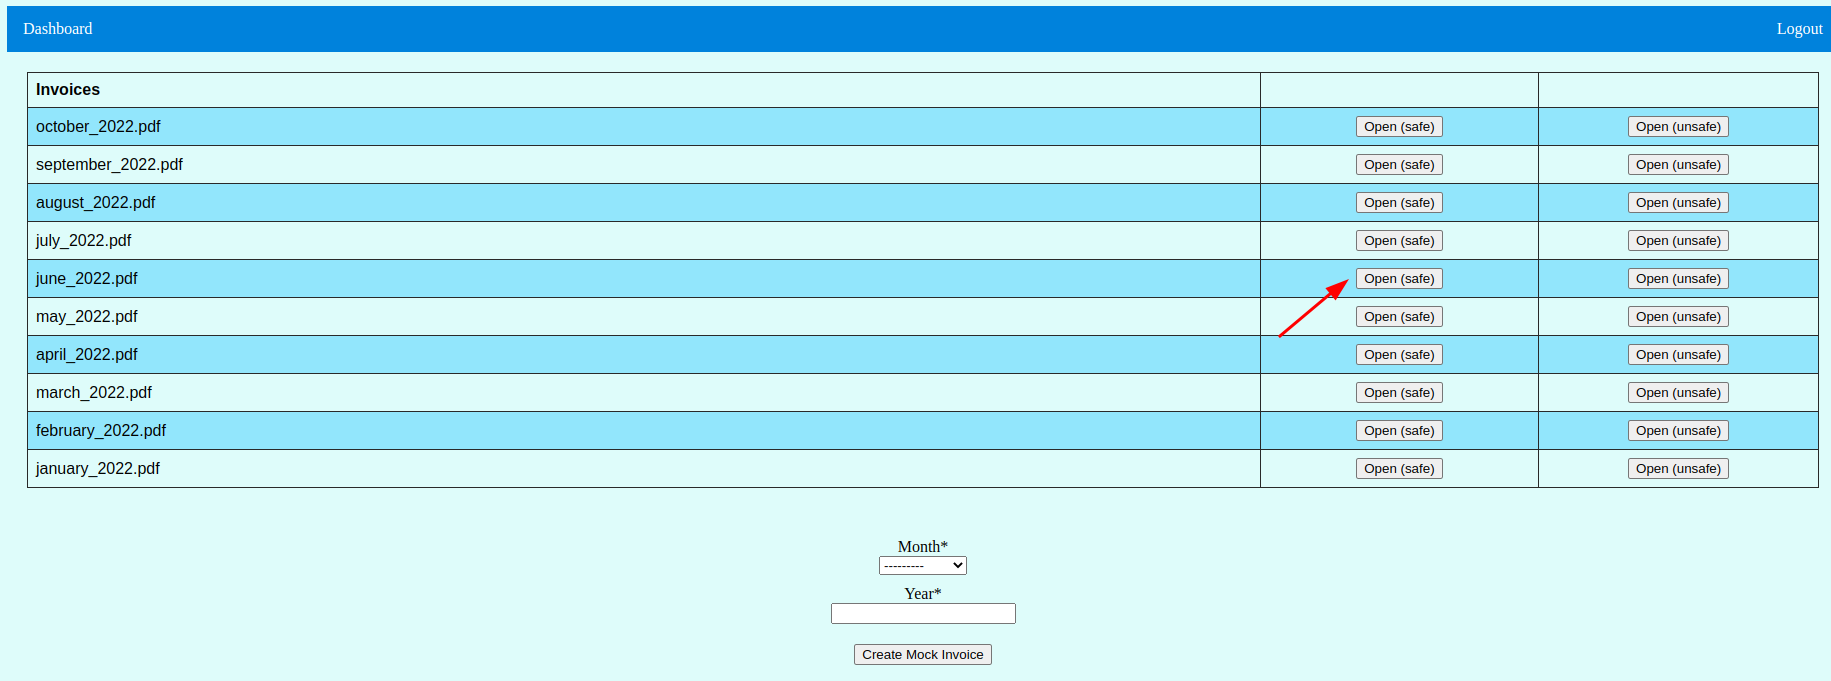 Dashboard Logout
Invoices
october_2022.pdf Open (safe) Open (unsafe)
september_2022.pdf Open (safe) Open (unsafe)
august_2022.pdf Open (safe) Open (unsafe)
july_2022.pdf Open (safe) Open (unsafe)
june_2022.pdf Open (safe) Open (unsafe)
may_2022.pdf Open (safe) Open (unsafe)
april_2022.pdf Open (safe) Open (unsafe)
march_2022.pdf Open (safe) Open (unsafe)
february_2022.pdf Open (safe) Open (unsafe)
january_2022.pdf Open (safe) Open (unsafe)
Month*
---------
Year*
Create Mock Invoice